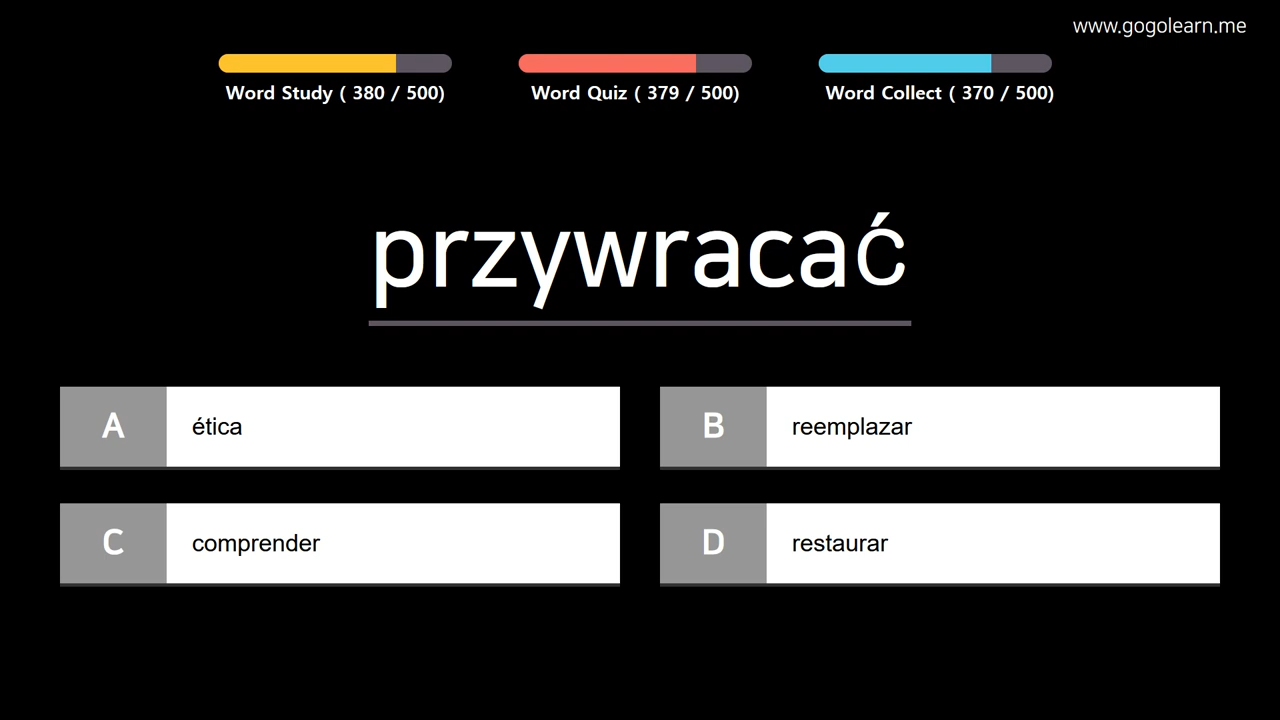 www.gogolearn.me
Word Study ( 380 / 500)
Word Quiz ( 379 / 500)
Word Collect ( 370 / 500)
przywracać
A
ética
B
reemplazar
C
comprender
D
restaurar